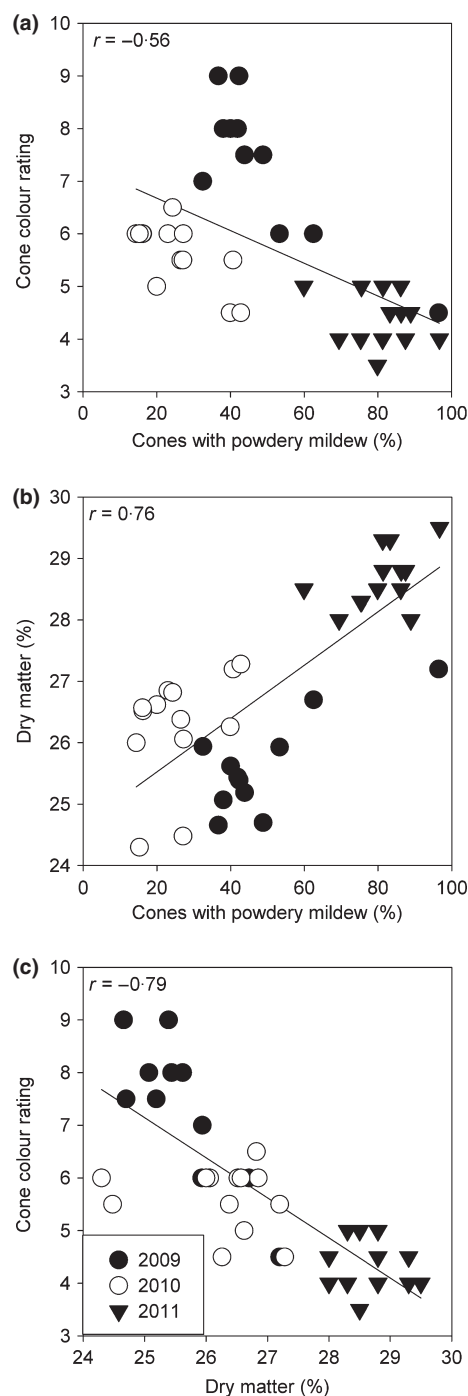 (a)
r = –0·56
10
9
8
7
6
5
4
3
Cone colour rating
0 20 40 60 80 100
Cones with powdery mildew (%)
(b)
r = 0·76
30
29
28
27
26
25
24
Dry matter (%)
0 20 40 60 80 100
Cones with powdery mildew (%)
(c)
r = –0·79
10
9
8
7
6
5
4
3
Cone colour rating
2009
2010
2011
24 25 26 27 28 29 30
Dry matter (%)